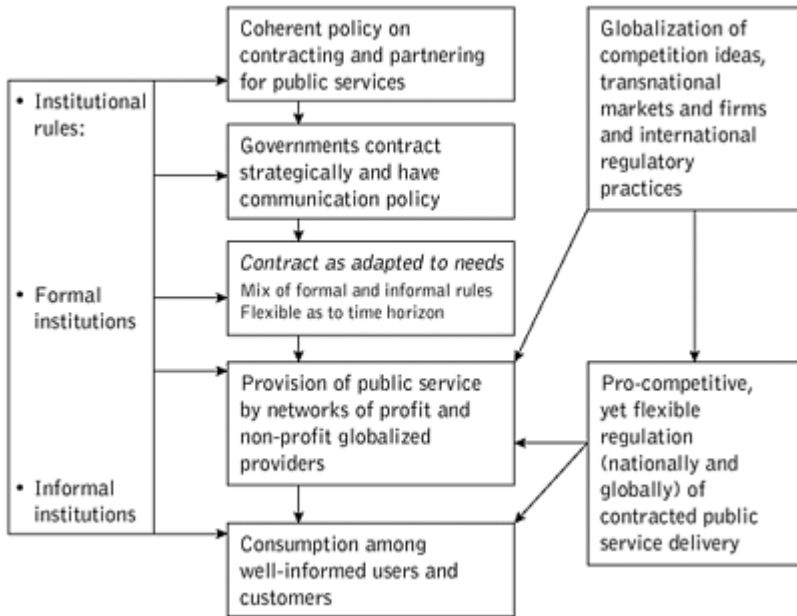 • Institutional
rules:
• Formal
institutions
• Informal
institutions
Coherent policy on
contracting and partnering
for public services
Governments contract
strategically and have
communication policy
Contract as adapted to needs
Mix of formal and informal rules
Flexible as to time horizon
Provision of public service
by networks of profit and
non-profit globalized
providers
Consumption among
well-informed users and
customers
Globalization of
competition ideas,
transnational
markets and firms
and international
regulatory
practices
Pro-competitive,
yet flexible
regulation
(nationally and
globally) of
contracted public
service delivery